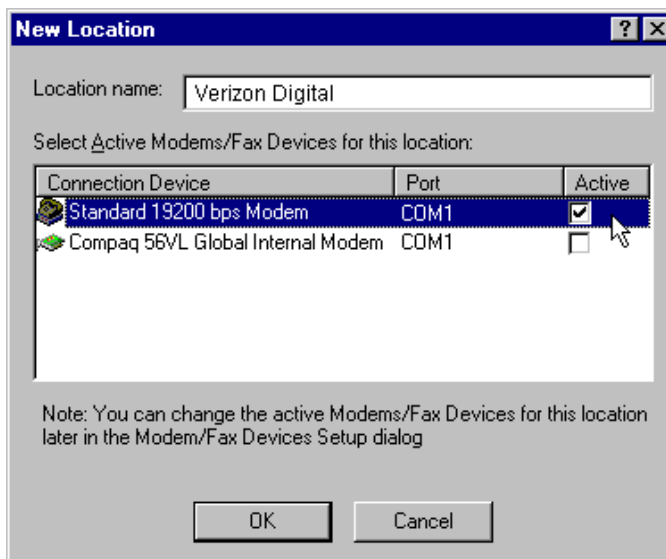 New Location
Location name: Verizon Digital
Select Active Modems/Fax Devices for this location:
Connection Device Port Active
Standard 19200 bps Modem COM1
Compaq 56VL Global Internal Modem COM1
Note: You can change the active Modems/Fax Devices for this location
later in the Modem/Fax Devices Setup dialog
OK Cancel